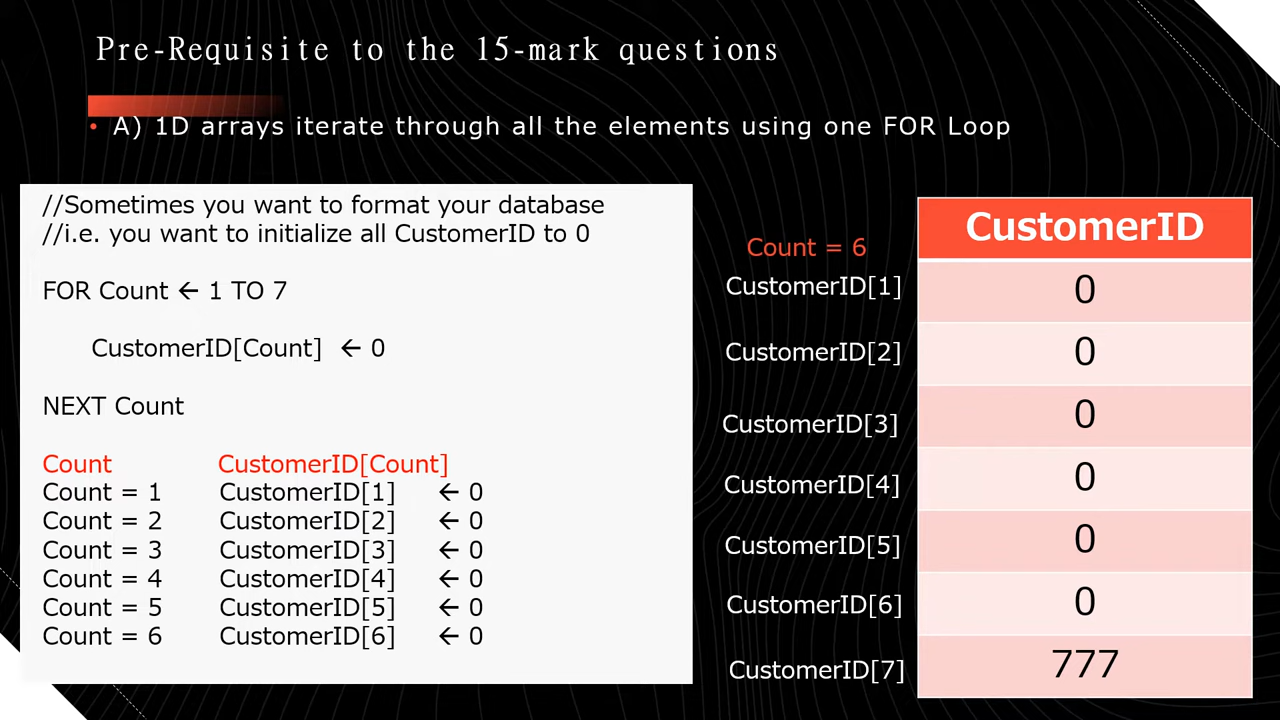 Pre-Requisite to the 15-mark questions
• A) 1D arrays iterate through all the elements using one FOR Loop
//Sometimes you want to format your database
//i.e. you want to initialize all CustomerID to 0
FOR Count ← 1 TO 7
CustomerID[Count] ← 0
NEXT Count
Count CustomerID[Count]
Count = 1 CustomerID[1] ← 0
Count = 2 CustomerID[2] ← 0
Count = 3 CustomerID[3] ← 0
Count = 4 CustomerID[4] ← 0
Count = 5 CustomerID[5] ← 0
Count = 6 CustomerID[6] ← 0
CustomerID
Count = 6
CustomerID[1] 0
CustomerID[2] 0
CustomerID[3] 0
CustomerID[4] 0
CustomerID[5] 0
CustomerID[6] 0
CustomerID[7] 777